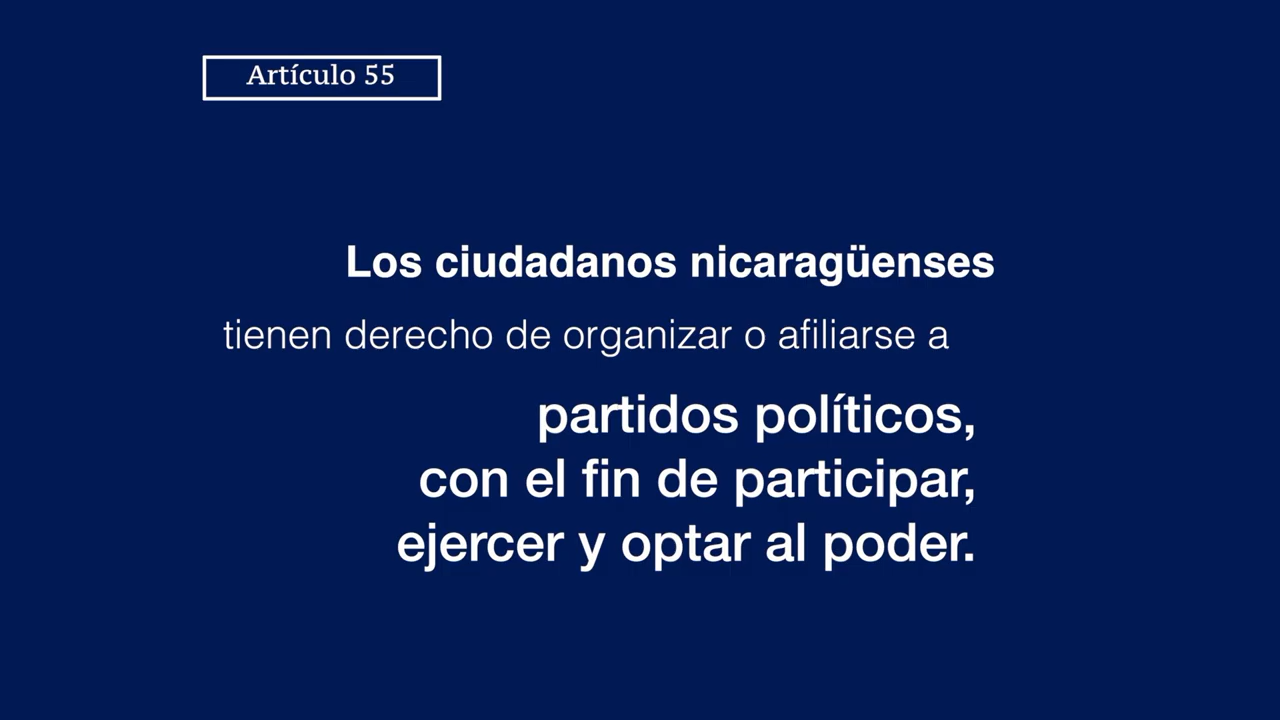 Artículo 55
Los ciudadanos nicaragüenses
tienen derecho de organizar o afiliarse a
partidos políticos,
con el fin de participar,
ejercer y optar al poder.